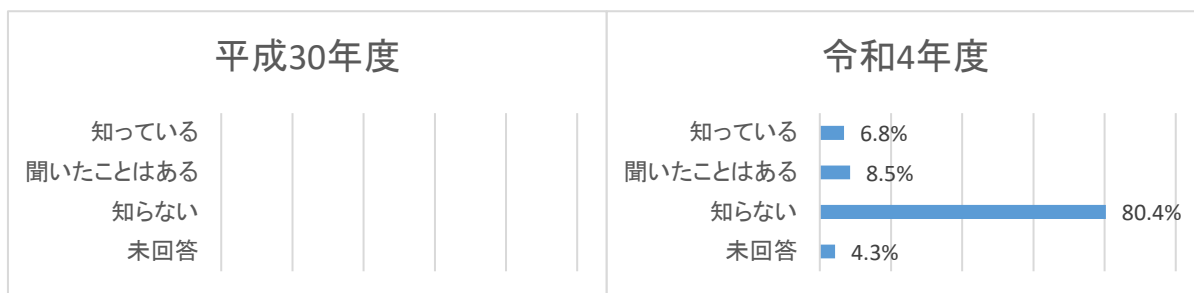 平成30年度
知っている
聞いたことはある
知らない
未回答
令和4年度
知っている 6.8%
聞いたことはある 8.5%
知らない 80.4%
未回答 4.3%